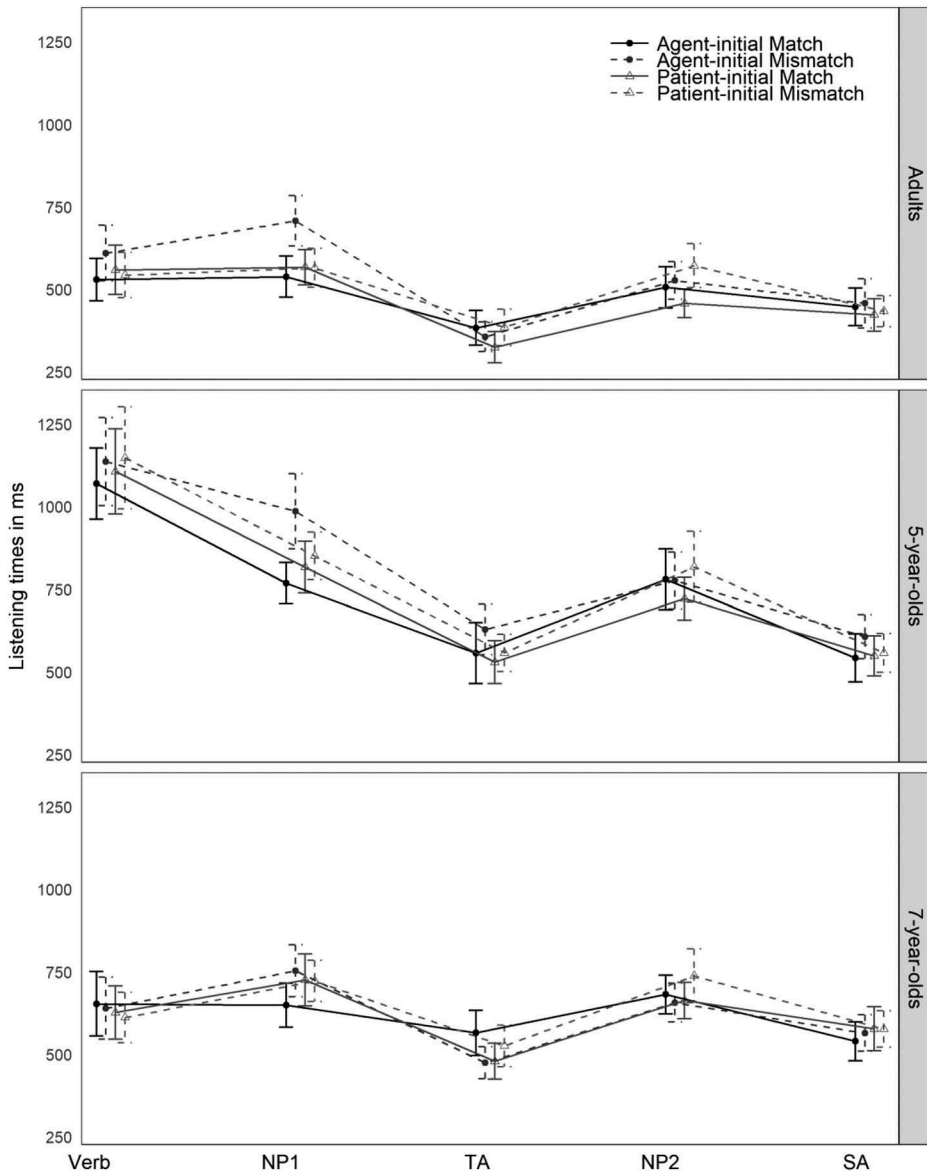 1250
Agent-initial Match
Agent-initial Mismatch
Patient-initial Match
Patient-initial Mismatch
1000
750
500
250
Adults
1250
1000
750
500
250
5-year-olds
Listening times in ms
1250
1000
750
500
250
7-year-olds
Verb NP1 TA NP2 SA